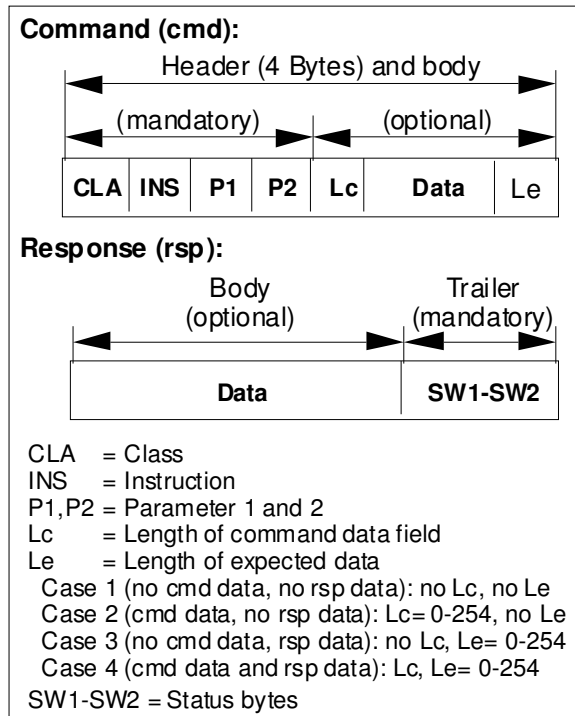 Command (cmd):
Header (4 Bytes) and body
(mandatory) (optional)
CLA INS P1 P2 Lc Data Le
Response (rsp):
Body Trailer
(optional) (mandatory)
Data SW1-SW2
CLA = Class
INS = Instruction
P1,P2 = Parameter 1 and 2
Lc = Length of command data field
Le = Length of expected data
Case 1 (no cmd data, no rsp data): no Lc, no Le
Case 2 (cmd data, no rsp data): Lc= 0-254, no Le
Case 3 (no cmd data, rsp data): no Lc, Le= 0-254
Case 4 (cmd data and rsp data): Lc, Le= 0-254
SW1-SW2 = Status bytes